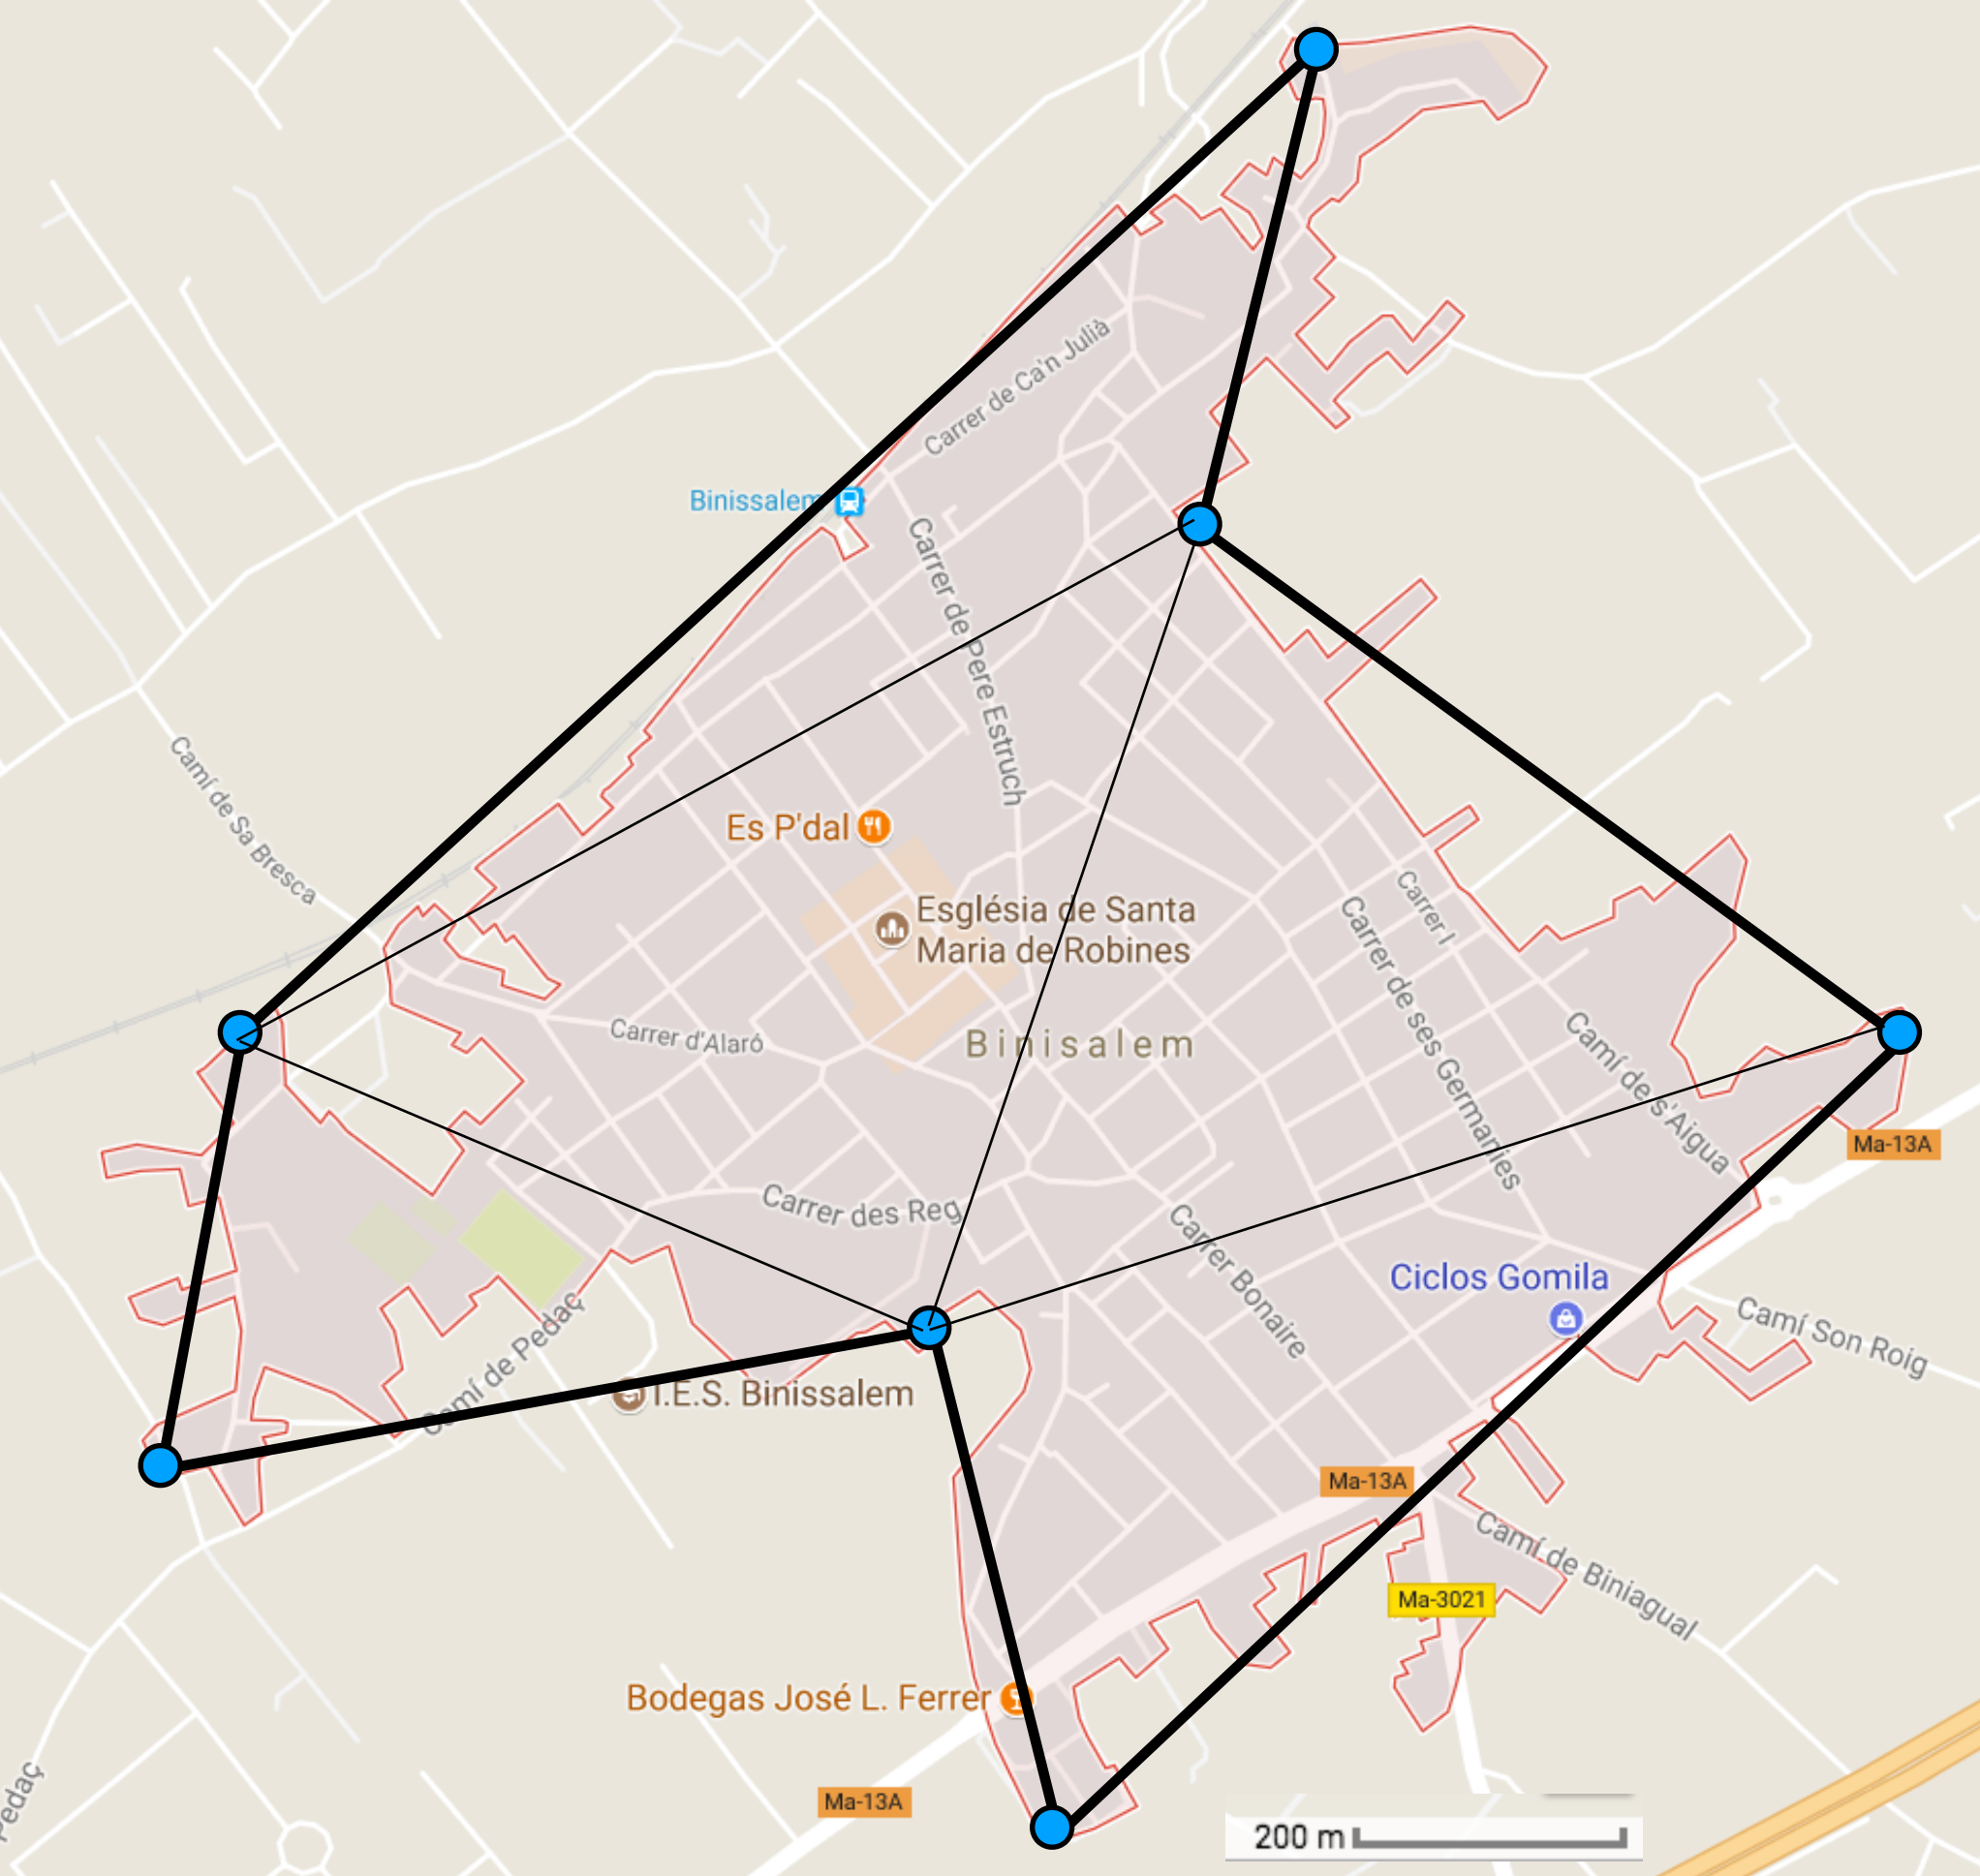 Carrer de Ca'n Julià
Binissalem
Carrer de Pere Estruch
Camí de Sa Bresca
Es P'dal
Església de Santa
Maria de Robines
Carrer I
Carrer de ses Germanies
Carrer d'Alaró
Binisalem
Camí de s'Aigua
Ma-13A
Carrer des Reg
Carrer Bonaire
Ciclos Gomila
Camí Son Roig
Camí de Pedaç
I.E.S. Binissalem
Ma-13A
Camí de Biniagual
Ma-3021
Bodegas José L. Ferrer
Pedaç
Ma-13A
200 m